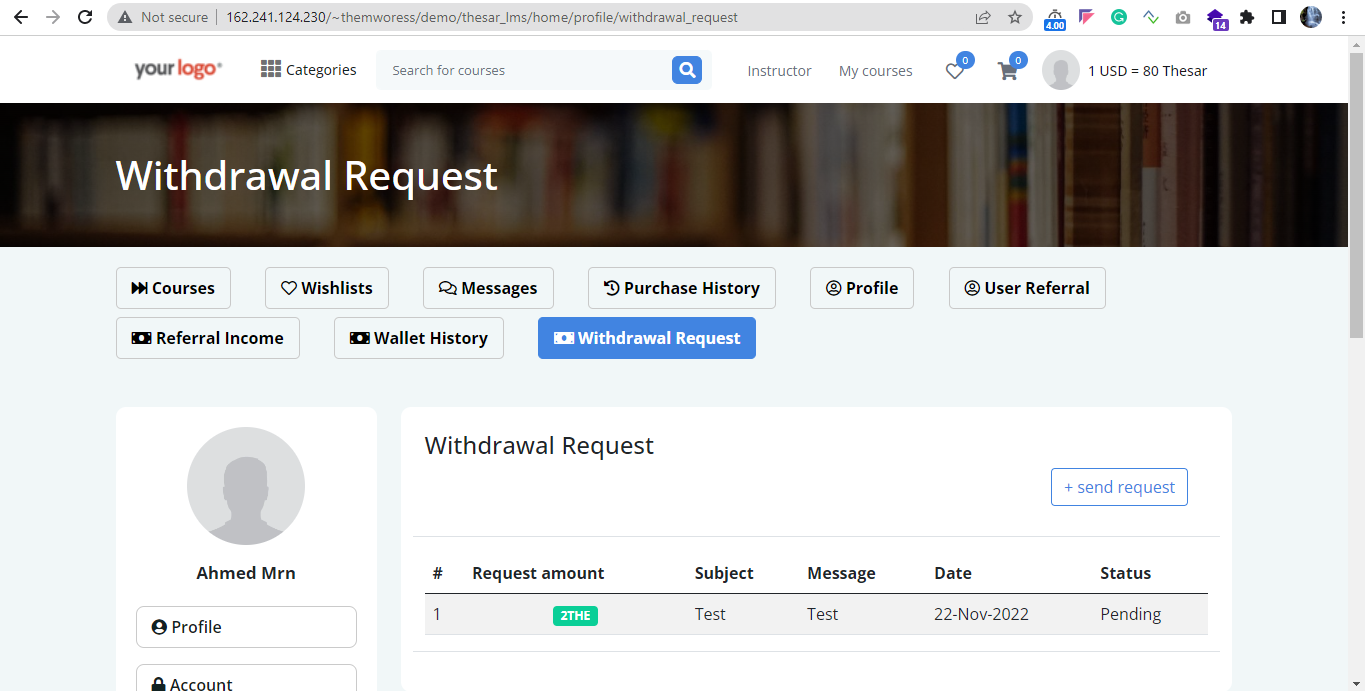 Not secure | 162.241.124.230/~themworess/demo/thesar_lms/home/profile/withdrawal_request
4.00
14
your logo®
Categories
Search for courses
Instructor
My courses
0
0
1 USD = 80 Thesar
Withdrawal Request
Courses
Wishlists
Messages
Purchase History
Profile
User Referral
Referral Income
Wallet History
Withdrawal Request
Ahmed Mrn
Profile
Account
Withdrawal Request
+ send request
# Request amount Subject Message Date Status
1 2THE Test Test 22-Nov-2022 Pending